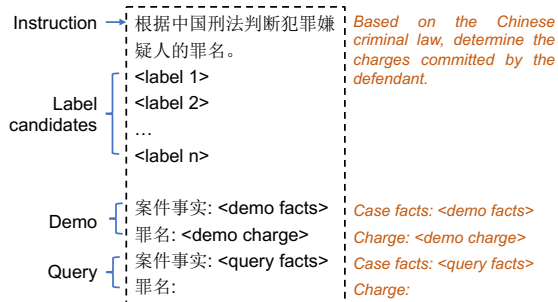 Instruction
根据中国刑法判断犯罪嫌
疑人的罪名。
Based on the Chinese
criminal law, determine the
charges committed by the
defendant.
Label
candidates
<label 1>
<label 2>
...
<label n>
Demo
案件事实: <demo facts>
罪名: <demo charge>
Case facts: <demo facts>
Charge: <demo charge>
Query
案件事实: <query facts>
罪名:
Case facts: <query facts>
Charge: